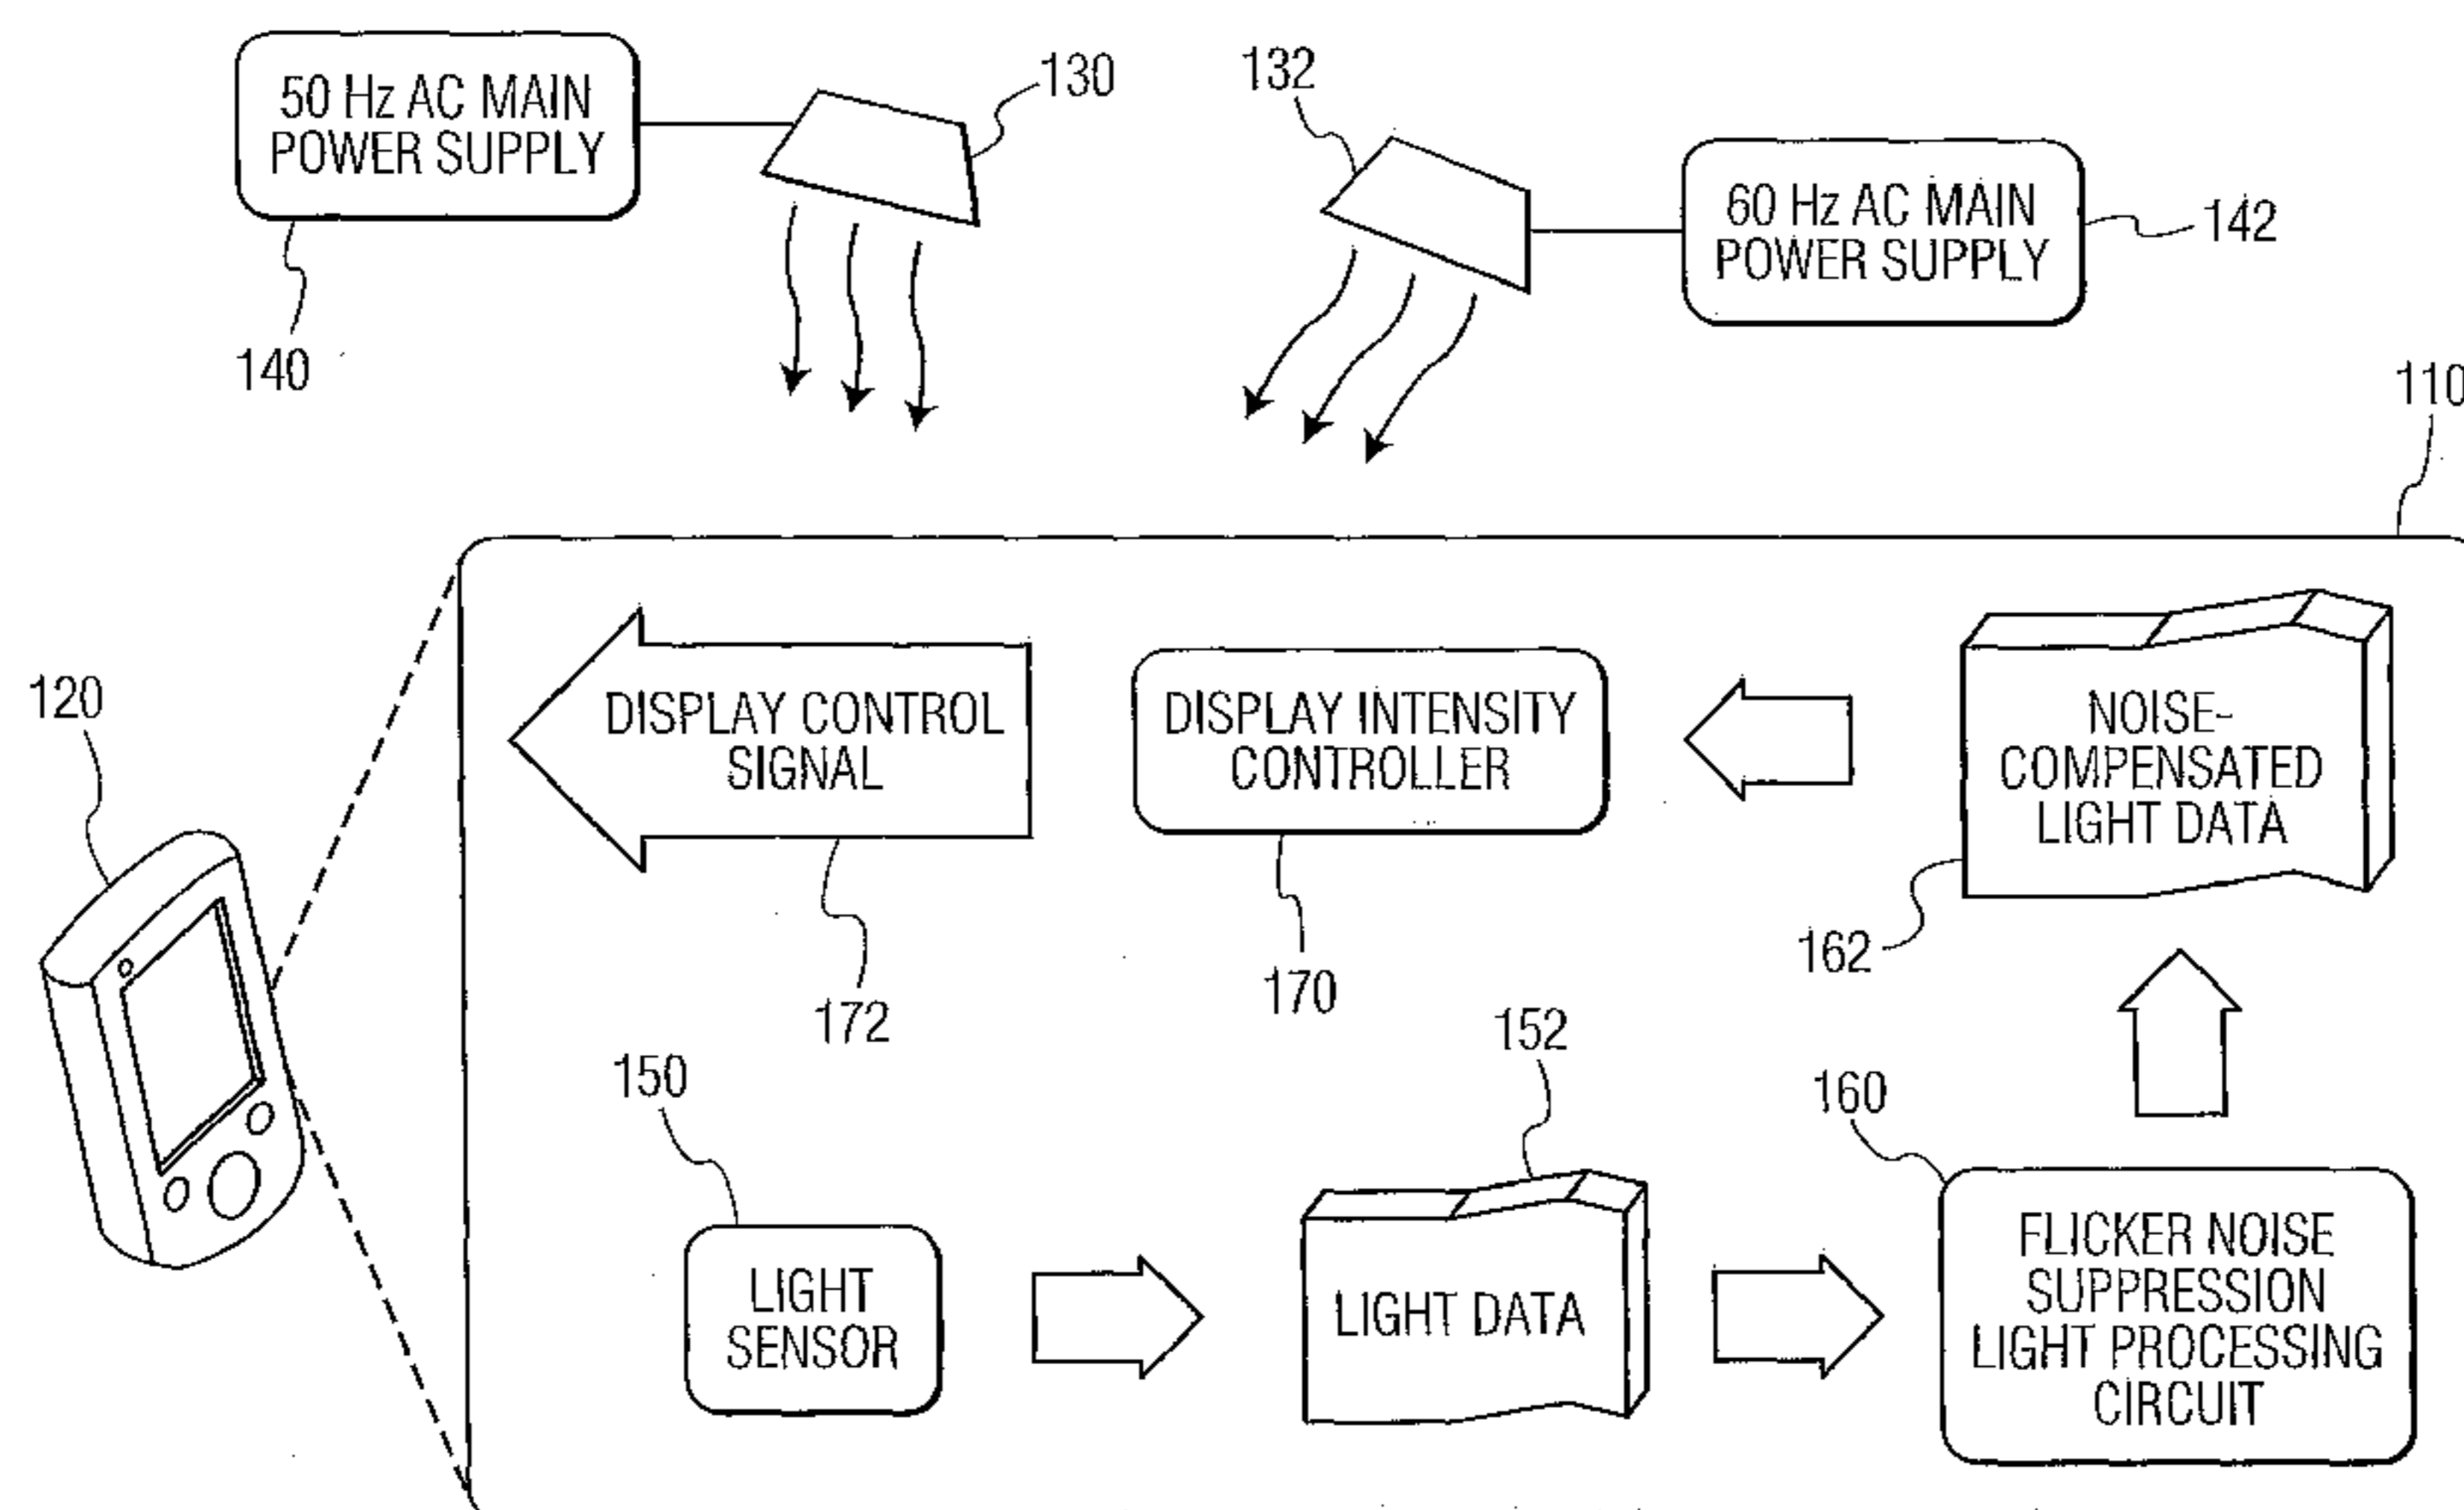 50 Hz AC MAIN
POWER SUPPLY
130
132
60 Hz AC MAIN
POWER SUPPLY
142
140
110
120
DISPLAY CONTROL
SIGNAL
DISPLAY INTENSITY
CONTROLLER
NOISE-
COMPENSATED
LIGHT DATA
162
170
172
150
152
160
LIGHT
SENSOR
LIGHT DATA
FLICKER NOISE
SUPPRESSION
LIGHT PROCESSING
CIRCUIT